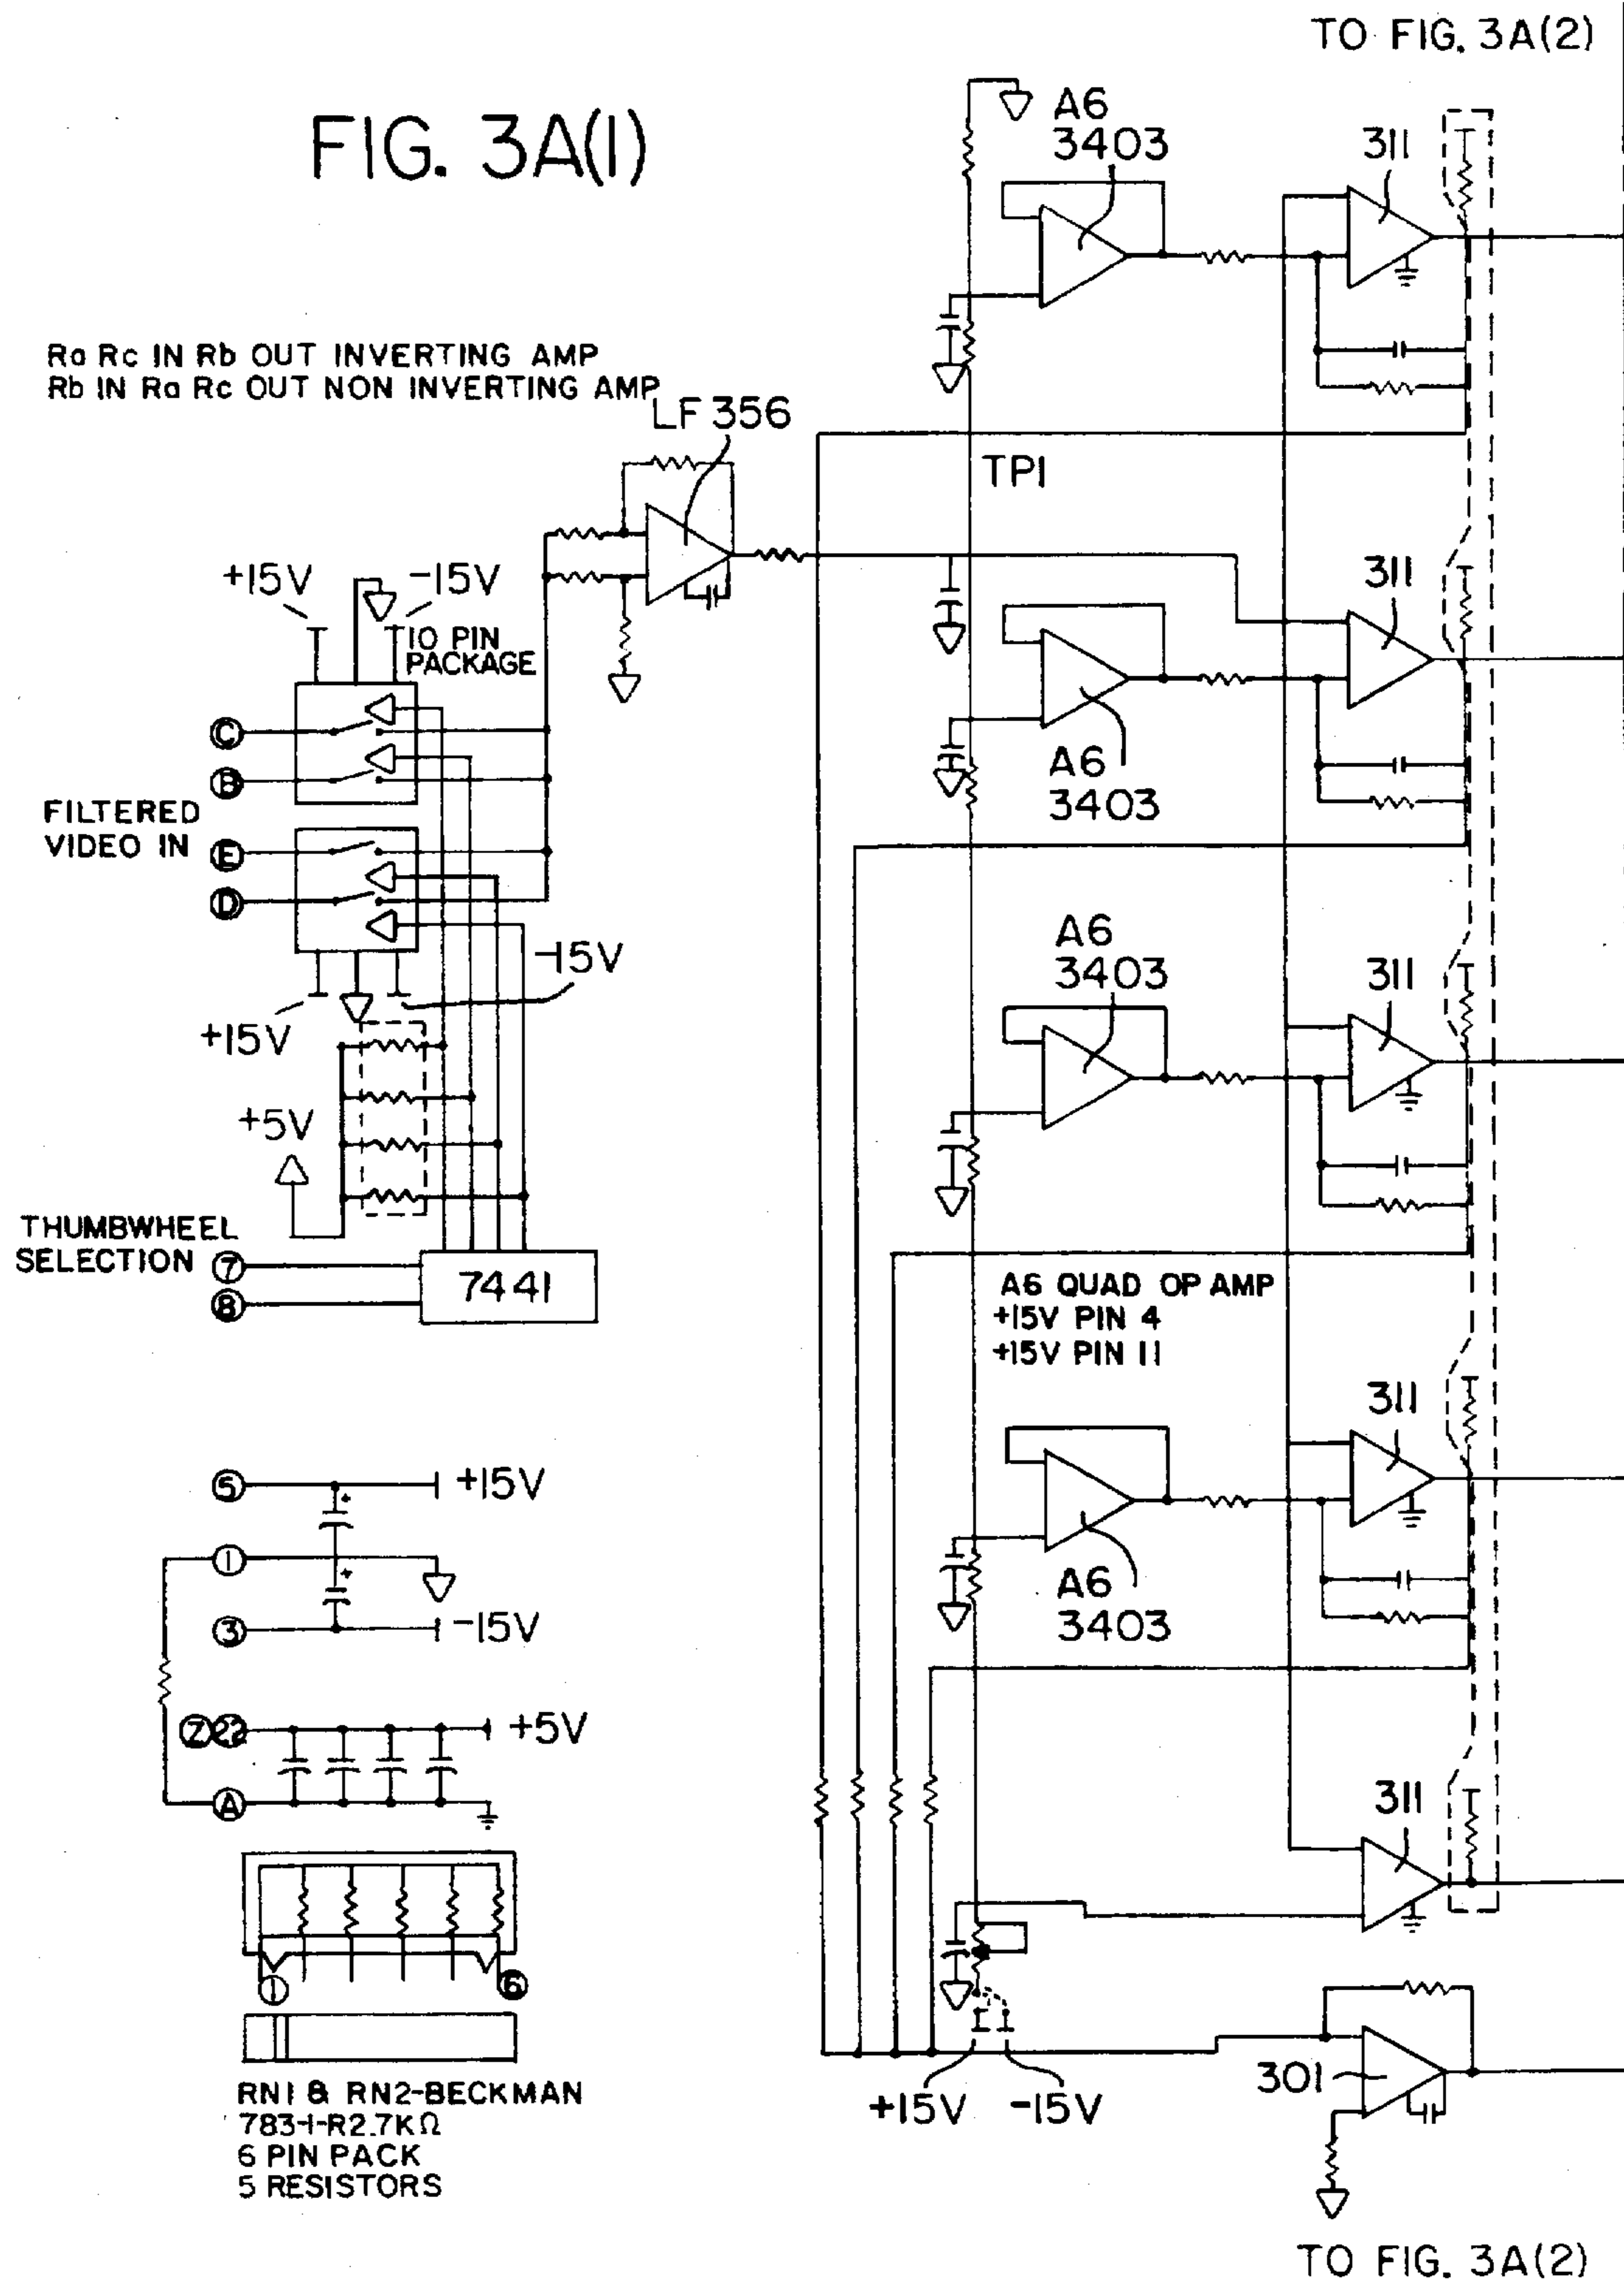 TO FIG. 3A(2)
FIG. 3A(1)
A6
3403
311
Ra Rc IN Rb OUT INVERTING AMP
Rb IN Ra Rc OUT NON INVERTING AMP
LF 356
TP1
+15V
-15V
10 PIN
PACKAGE
311
C
B
A6
3403
FILTERED
VIDEO IN
E
D
A6
3403
311
-15V
+15V
+5V
THUMBWHEEL
SELECTION
7
8
7441
A6 QUAD OP AMP
+15V PIN 4
+15V PIN 11
311
5
+15V
1
A6
3403
3
-15V
Z
22
+5V
A
311
1
6
RN1 & RN2-BECKMAN
783-1-R2.7KΩ
6 PIN PACK
5 RESISTORS
+15V
-15V
301
TO FIG. 3A(2)